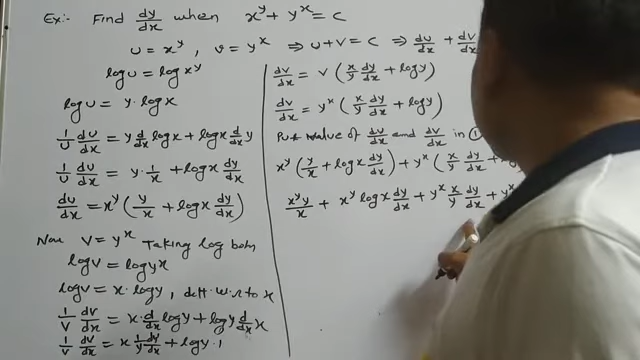 Ex:- Find dy/dx when x^y + y^x = c
u = x^y , v = y^x ⇒ u+v = c ⇒ du/dx + dv/dx
log u = log x^y
log u = y · log x
1/u du/dx = y d/dx log x + log x d/dx y
1/u du/dx = y · 1/x + log x dy/dx
du/dx = x^y ( y/x + log x dy/dx )
Now v = y^x Taking log both
log v = log y^x
log v = x · log y , diff w.r to x
1/v dv/dx = x · d/dx log y + log y d/dx x
1/v dv/dx = x 1/y dy/dx + log y · 1
dv/dx = v ( x/y dy/dx + log y )
dv/dx = y^x ( x/y dy/dx + log y )
Put value of du/dx and dv/dx in ①
x^y ( y/x + log x dy/dx ) + y^x ( x/y dy/dx +
x^y y/x + x^y log x dy/dx + y^x x/y dy/dx + y^x